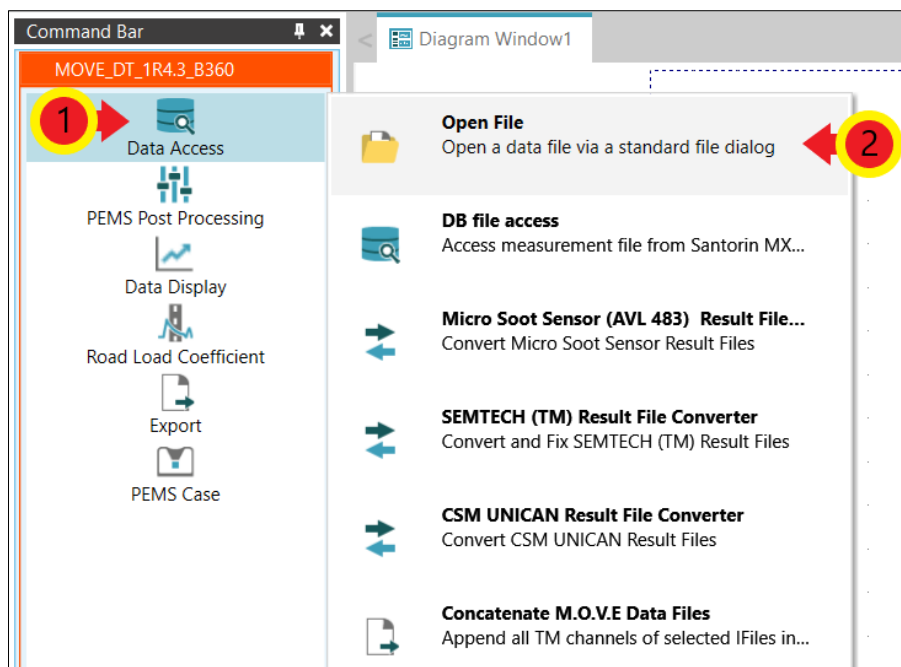 Command Bar
< Diagram Window1
MOVE_DT_1R4.3_B360
1
Data Access
PEMS Post Processing
Data Display
Road Load Coefficient
Export
PEMS Case
Open File
Open a data file via a standard file dialog
2
DB file access
Access measurement file from Santorin MX...
Micro Soot Sensor (AVL 483)  Result File...
Convert Micro Soot Sensor Result Files
SEMTECH (TM) Result File Converter
Convert and Fix SEMTECH (TM) Result Files
CSM UNICAN Result File Converter
Convert CSM UNICAN Result Files
Concatenate M.O.V.E Data Files
Append all TM channels of selected IFiles in...